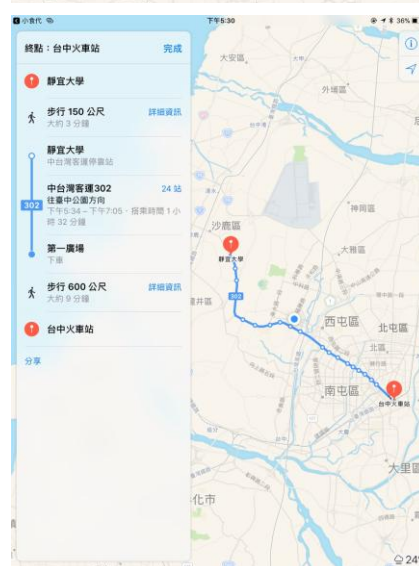 小食代
下午5:30
36%
終點：台中火車站
完成
靜宜大學
步行 150 公尺
詳細資訊
大約 3 分鐘
靜宜大學
中台灣客運停靠站
302
中台灣客運302
24 站
往臺中公園方向
下午5:34 – 下午7:05 · 搭乘時間 1 小
時 32 分鐘
第一廣場
下車
步行 600 公尺
詳細資訊
大約 9 分鐘
台中火車站
分享
大安區
外埔區
神岡區
沙鹿區
大雅區
靜宜大學
302
龍井區
西屯區
北屯區
北區
南屯區
台中火車站
大里區
化市
24°